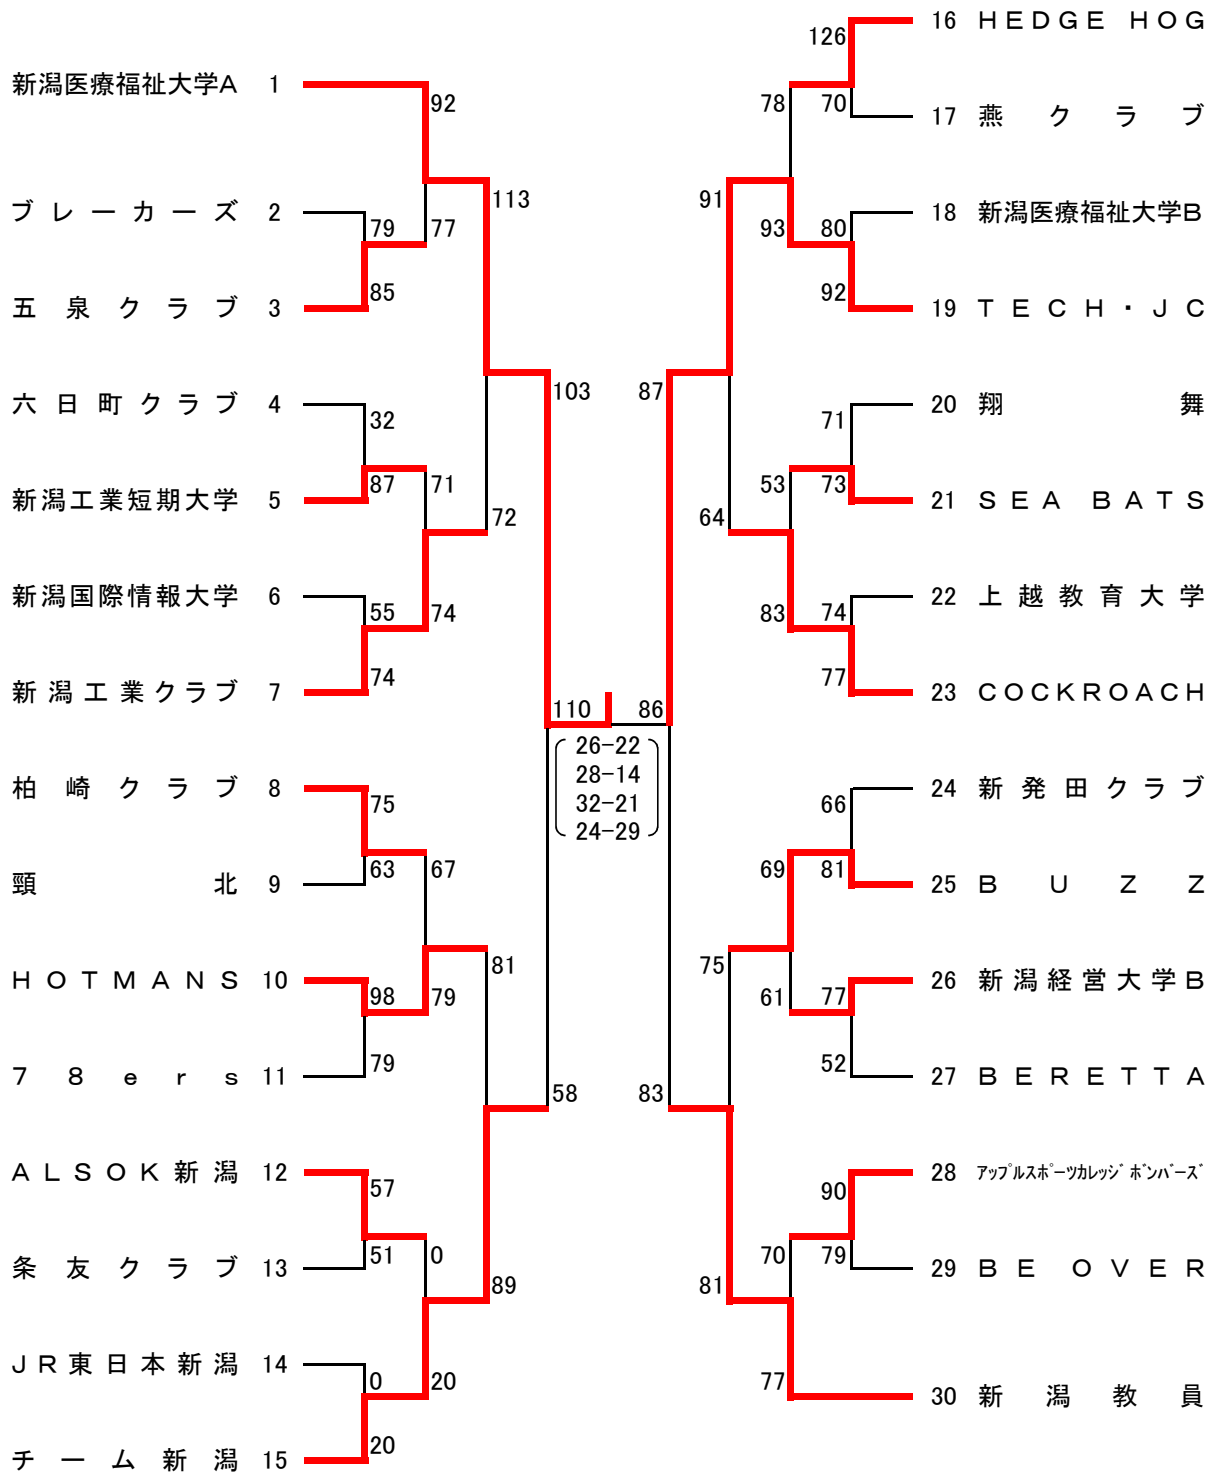 新潟医療福祉大学A 1
ブレーカーズ 2
五泉クラブ 3
六日町クラブ 4
新潟工業短期大学 5
新潟国際情報大学 6
新潟工業クラブ 7
柏崎クラブ 8
頸北 9
HOTMANS 10
78ers 11
ALSOK新潟 12
条友クラブ 13
JR東日本新潟 14
チーム新潟 15
92
79
77
85
113
32
87
71
72
55
74
74
103
75
63
67
98
79
79
81
57
51
0
89
0
20
20
58
110
86
26-22
28-14
32-21
24-29
87
83
91
64
75
81
78
93
53
83
69
61
70
77
126
70
80
92
71
73
74
77
66
81
77
52
90
79
16 HEDGE HOG
17 燕クラブ
18 新潟医療福祉大学B
19 TECH・JC
20 翔舞
21 SEA BATS
22 上越教育大学
23 COCKROACH
24 新発田クラブ
25 BUZZ
26 新潟経営大学B
27 BERETTA
28 アップルスポーツカレッジボンバーズ
29 BE OVER
30 新潟教員